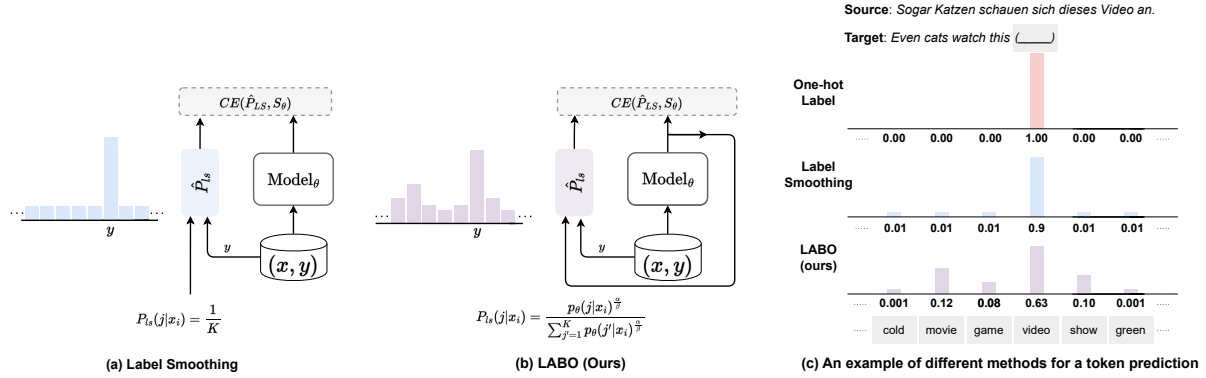 CE(P̂_LS, S_θ)
P̂_ls
Model_θ
... ...
y
y
(x, y)
P_ls(j|x_i) = 1/K
(a) Label Smoothing
CE(P̂_LS, S_θ)
P̂_ls
Model_θ
... ...
y
y
(x, y)
P_ls(j|x_i) = p_θ(j|x_i)^(α/β) / ∑_{j'=1}^K p_θ(j'|x_i)^(α/β)
(b) LABO (Ours)
Source: Sogar Katzen schauen sich dieses Video an.
Target: Even cats watch this (_____)
One-hot
Label
..... 0.00 0.00 0.00 1.00 0.00 0.00 .....
Label
Smoothing
..... 0.01 0.01 0.01 0.9 0.01 0.01 .....
LABO
(ours)
..... 0.001 0.12 0.08 0.63 0.10 0.001 .....
..... cold movie game video show green .....
(c) An example of different methods for a token prediction